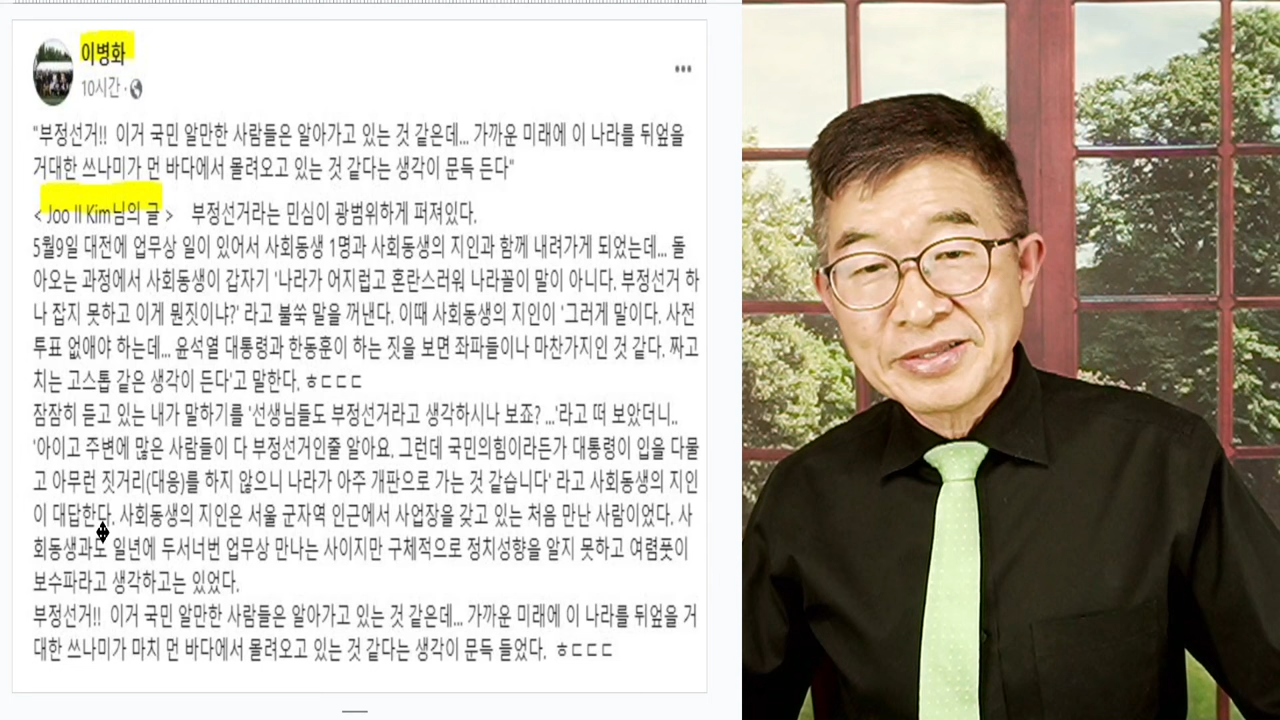 이병화
10시간 ·
"부정선거!! 이거 국민 알만한 사람들은 알아가고 있는 것 같은데... 가까운 미래에 이 나라를 뒤엎을
거대한 쓰나미가 먼 바다에서 몰려오고 있는 것 같다는 생각이 문득 든다"
< Joo Il Kim님의 글 > 부정선거라는 민심이 광범위하게 퍼져있다.
5월9일 대전에 업무상 일이 있어서 사회동생 1명과 사회동생의 지인과 함께 내려가게 되었는데... 돌
아오는 과정에서 사회동생이 갑자기 '나라가 어지럽고 혼란스러워 나라꼴이 말이 아니다. 부정선거 하
나 잡지 못하고 이게 뭔짓이냐?' 라고 불쑥 말을 꺼낸다. 이때 사회동생의 지인이 '그러게 말이다. 사전
투표 없애야 하는데... 윤석열 대통령과 한동훈이 하는 짓을 보면 좌파들이나 마찬가지인 것 같다. 짜고
치는 고스톱 같은 생각이 든다'고 말한다. ㅎㄷㄷㄷ
잠잠히 듣고 있는 내가 말하기를 '선생님들도 부정선거라고 생각하시나 보죠? ...'라고 떠 보았더니..
'아이고 주변에 많은 사람들이 다 부정선거인줄 알아요. 그런데 국민의힘이라든가 대통령이 입을 다물
고 아무런 짓거리(대응)를 하지 않으니 나라가 아주 개판으로 가는 것 같습니다' 라고 사회동생의 지인
이 대답한다. 사회동생의 지인은 서울 군자역 인근에서 사업장을 갖고 있는 처음 만난 사람이었다. 사
회동생과도 일년에 두서너번 업무상 만나는 사이지만 구체적으로 정치성향을 알지 못하고 여렴풋이
보수파라고 생각하고는 있었다.
부정선거!! 이거 국민 알만한 사람들은 알아가고 있는 것 같은데... 가까운 미래에 이 나라를 뒤엎을 거
대한 쓰나미가 마치 먼 바다에서 몰려오고 있는 것 같다는 생각이 문득 들었다. ㅎㄷㄷㄷ